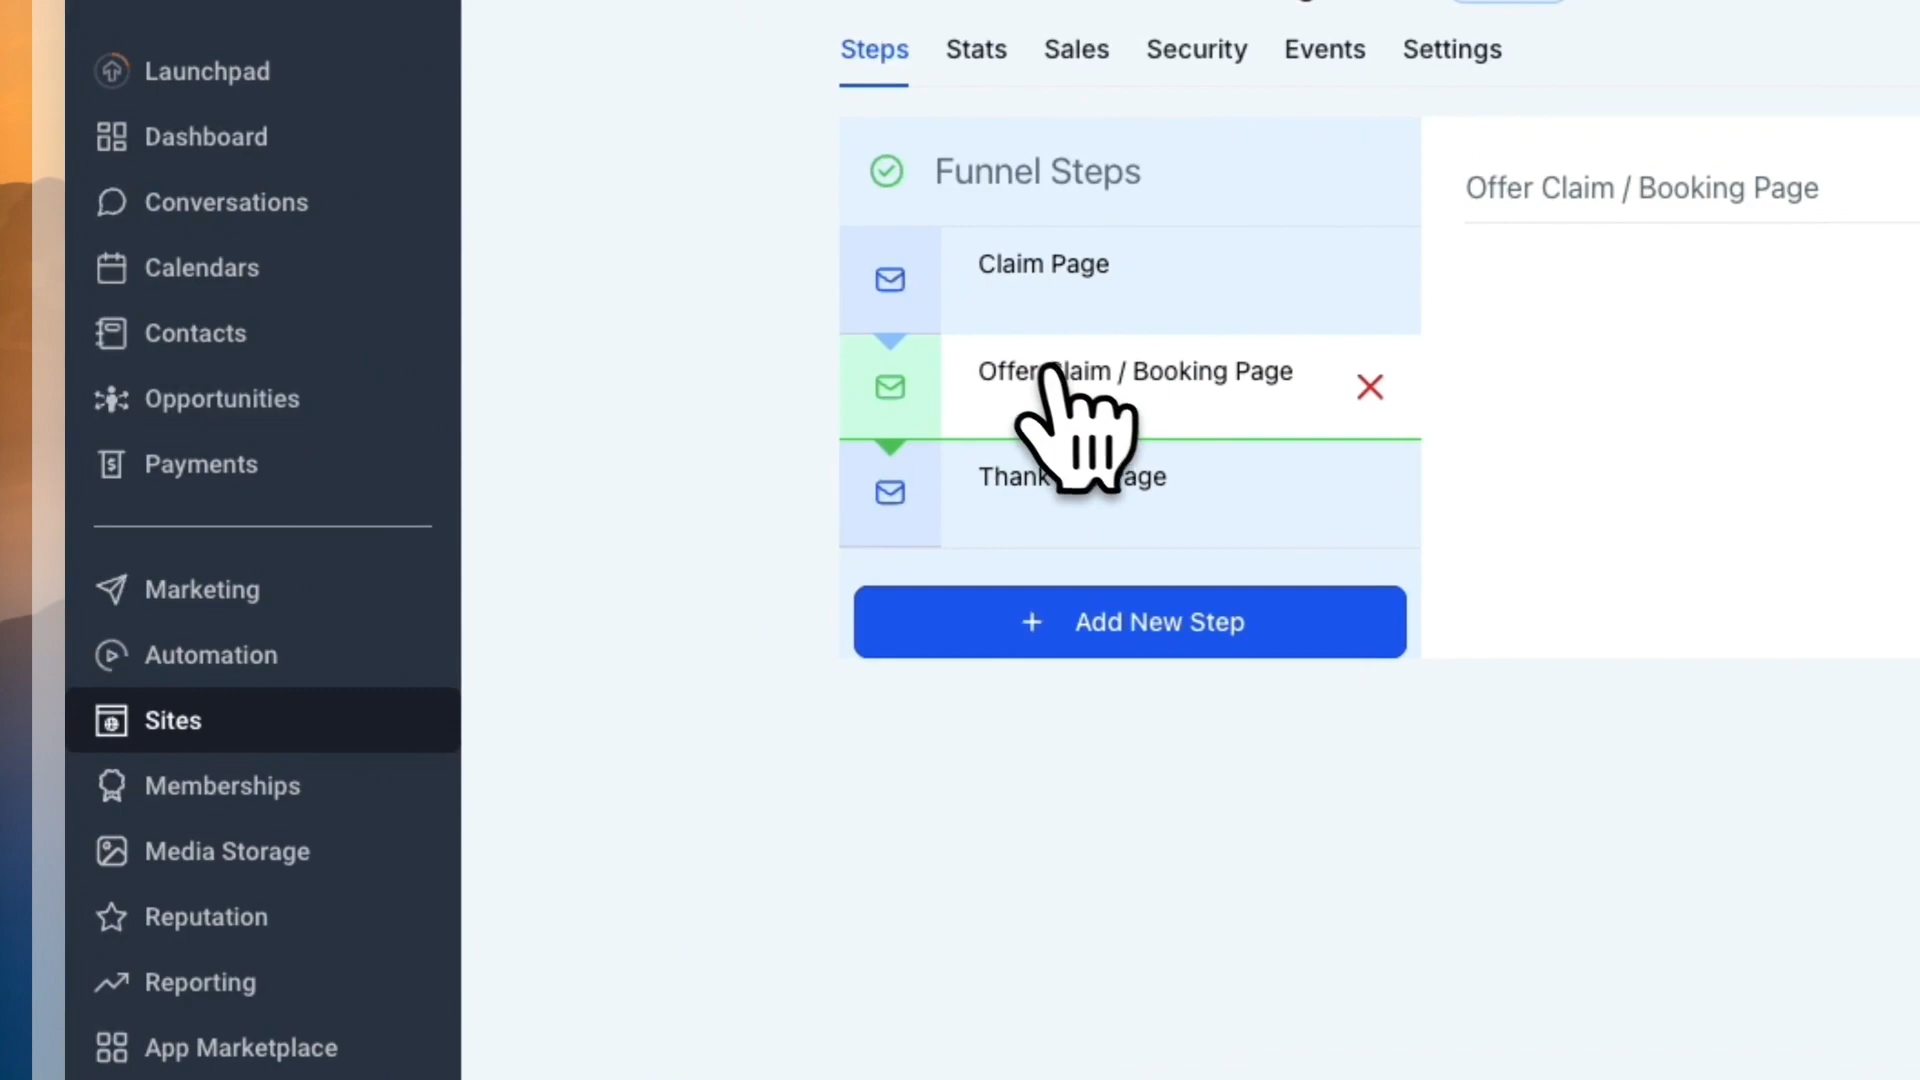 Launchpad
Dashboard
Conversations
Calendars
Contacts
Opportunities
Payments
Marketing
Automation
Sites
Memberships
Media Storage
Reputation
Reporting
App Marketplace
Steps Stats Sales Security Events Settings
Funnel Steps
Claim Page
Offer Claim / Booking Page
Thank age
+ Add New Step
Offer Claim / Booking Page